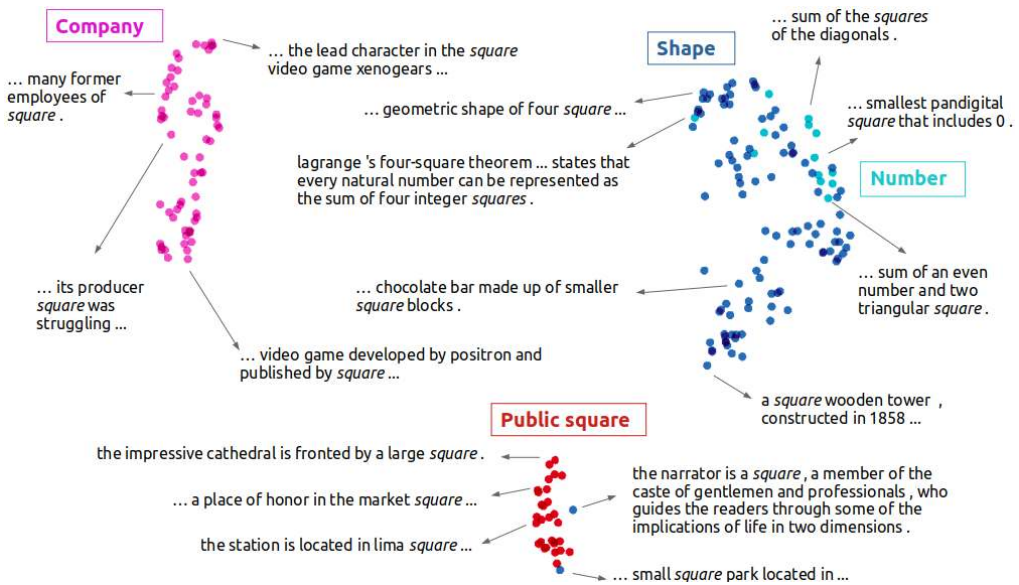 Company
… the lead character in the square
video game xenogears …
… many former
employees of
square .
… its producer
square was
struggling …
… video game developed by positron and
published by square …
Shape
… sum of the squares
of the diagonals .
… geometric shape of four square …
… smallest pandigital
square that includes 0 .
lagrange 's four-square theorem … states that
every natural number can be represented as
the sum of four integer squares .
Number
… chocolate bar made up of smaller
square blocks .
… sum of an even
number and two
triangular square .
a square wooden tower ,
constructed in 1858 …
Public square
the impressive cathedral is fronted by a large square .
… a place of honor in the market square …
the station is located in lima square …
the narrator is a square , a member of the
caste of gentlemen and professionals , who
guides the readers through some of the
implications of life in two dimensions .
… small square park located in …